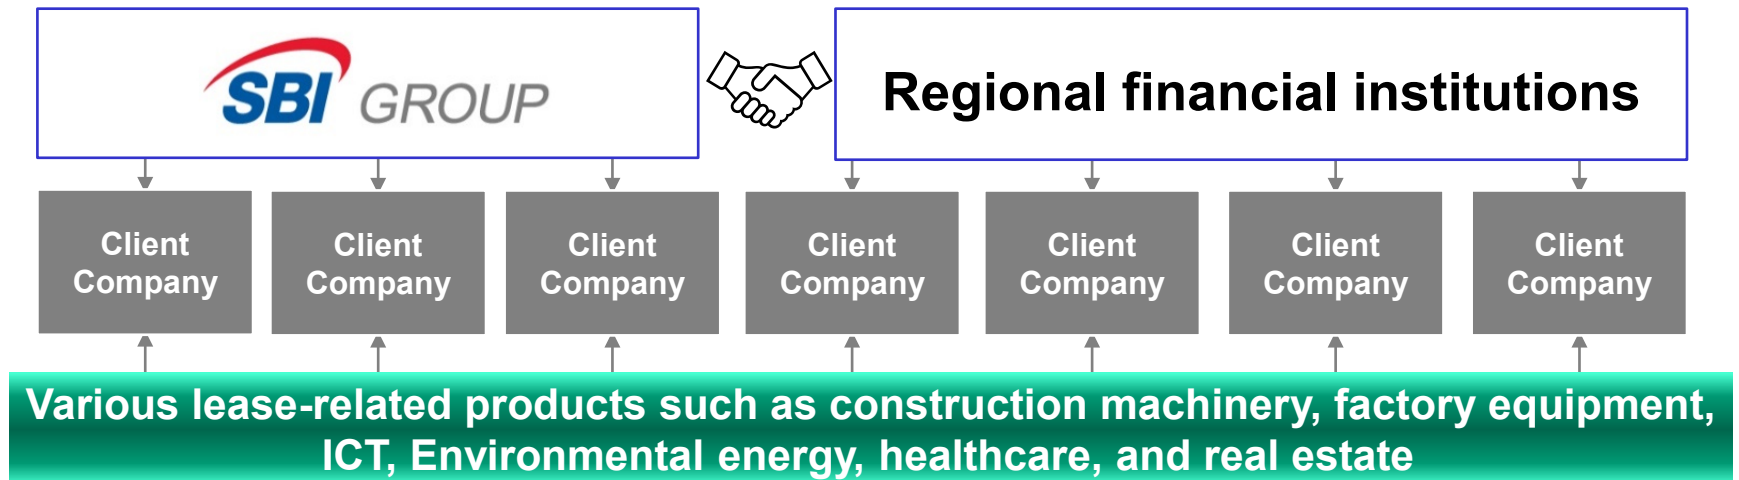 SBI GROUP
Regional financial institutions
Client
Company
Client
Company
Client
Company
Client
Company
Client
Company
Client
Company
Client
Company
Various lease-related products such as construction machinery, factory equipment,
ICT, Environmental energy, healthcare, and real estate